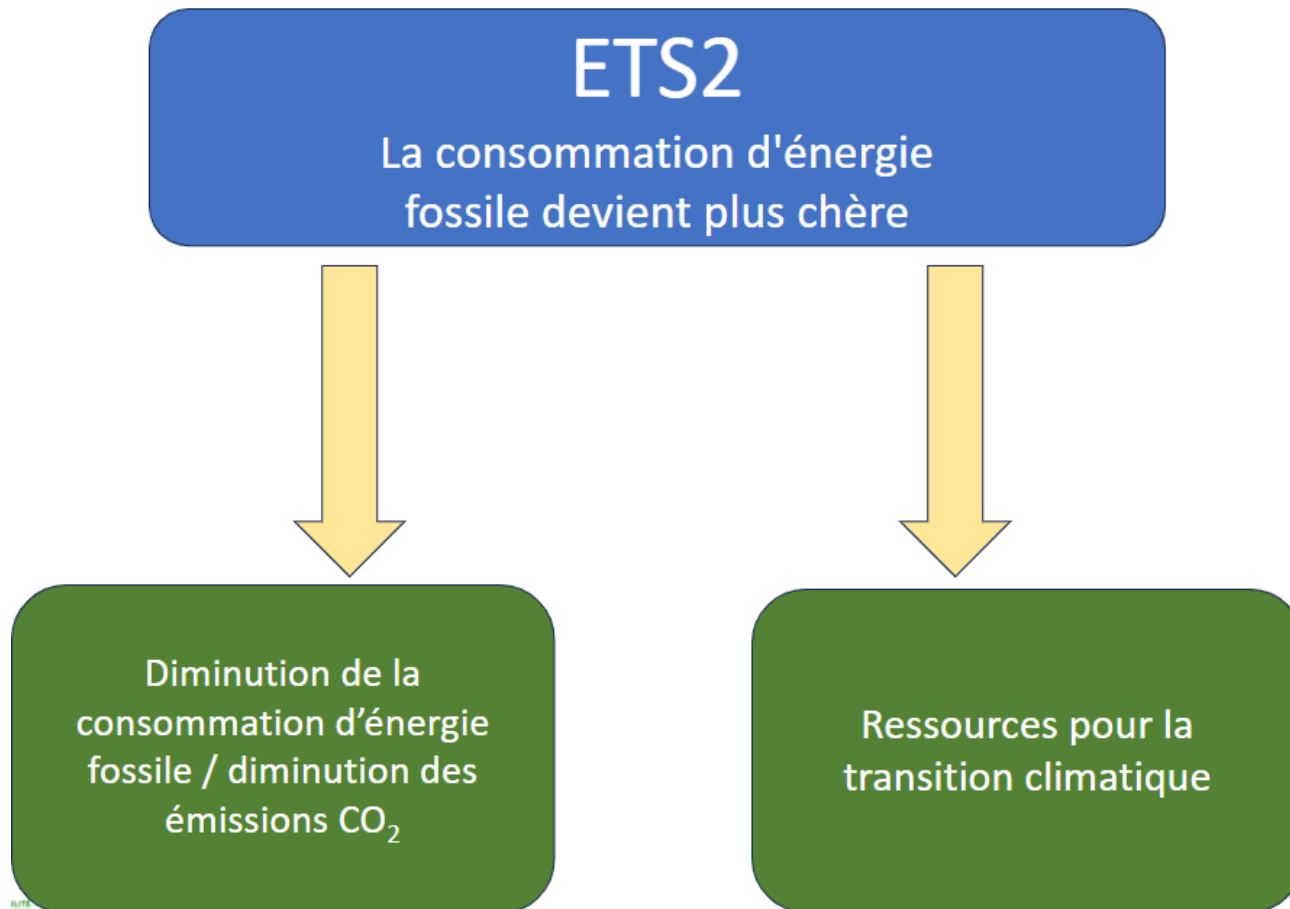 ETS2
La consommation d'énergie
fossile devient plus chère
Diminution de la
consommation d’énergie
fossile / diminution des
émissions CO₂
Ressources pour la
transition climatique